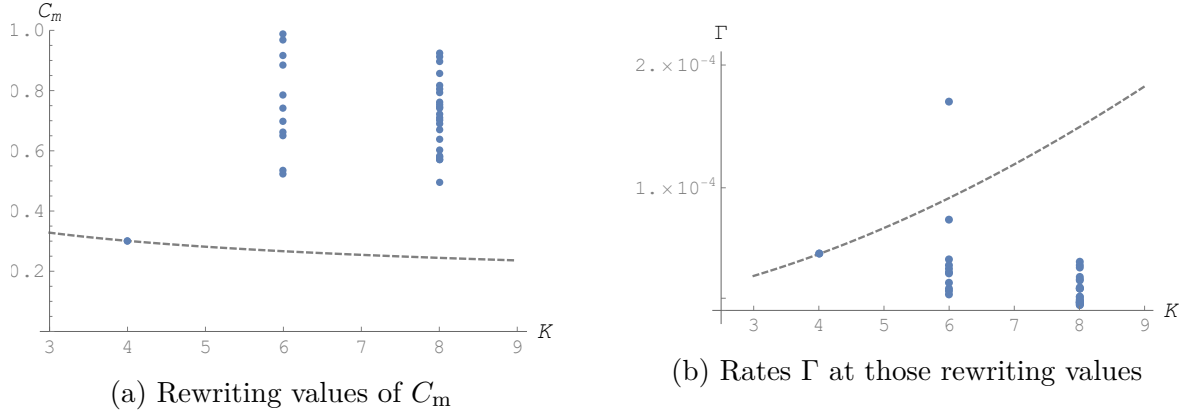 C_m
1.0
0.8
0.6
0.4
0.2
3 4 5 6 7 8 9 K
(a) Rewriting values of C_m
Γ
2.×10^-4
1.×10^-4
3 4 5 6 7 8 9 K
(b) Rates Γ at those rewriting values